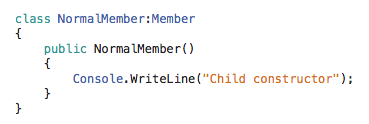 class NormalMember:Member
{
    public NormalMember()
    {
        Console.WriteLine("Child constructor");
    }
}